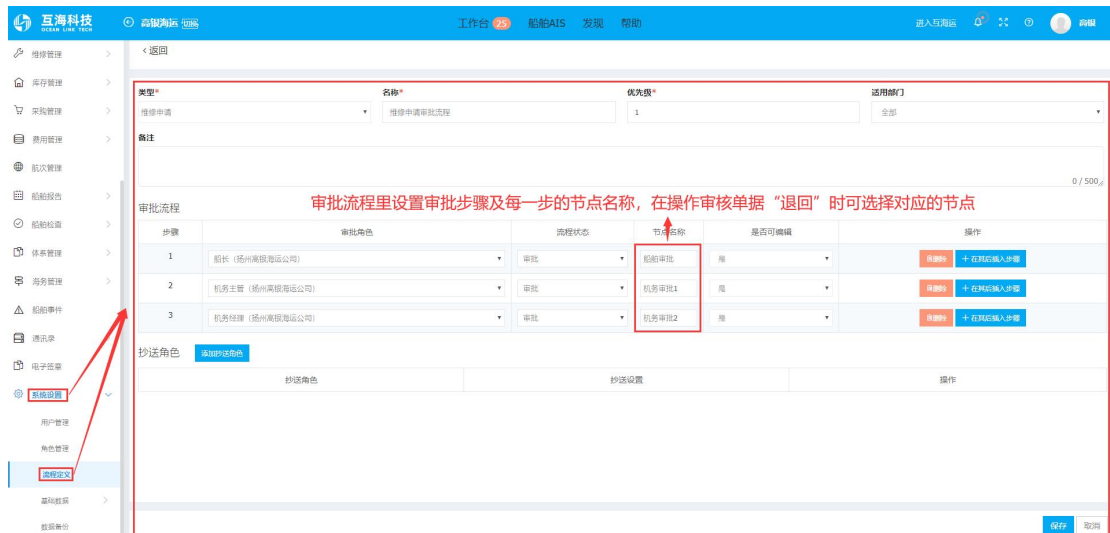 互海科技
OCEAN LINK TECH
高银海运 切换
工作台 25 船舶AIS 发现 帮助
进入互海运
高银
维修管理
库存管理
采购管理
费用管理
航次管理
船舶报告
船舶检查
体系管理
海务管理
船舶事件
通讯录
电子签章
系统设置
用户管理
角色管理
流程定义
基础数据
数据备份
<返回
类型* 名称* 优先级* 适用部门
维修申请 维修申请审批流程 1 全部
备注
0 / 500
审批流程
审批流程里设置审批步骤及每一步的节点名称，在操作审核单据“退回”时可选择对应的节点
步骤 审批角色 流程状态 节点名称 是否可编辑 操作
1 船长（扬州高银海运公司） 审批 船舶审批 是 删除 +在其后插入步骤
2 机务主管（扬州高银海运公司） 审批 机务审批1 是 删除 +在其后插入步骤
3 机务经理（扬州高银海运公司） 审批 机务审批2 是 删除 +在其后插入步骤
抄送角色 添加抄送角色
抄送角色 抄送设置 操作
保存 取消